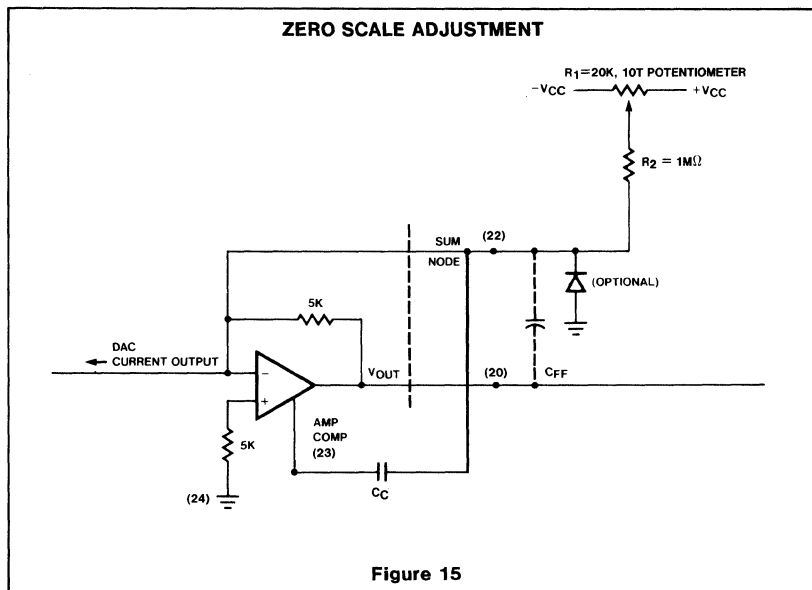 ZERO SCALE ADJUSTMENT
R1=20K, 10T POTENTIOMETER
-VCC
+VCC
R2 = 1MΩ
SUM
(22)
NODE
(OPTIONAL)
5K
DAC
CURRENT OUTPUT
-
VOUT
(20)
CFF
+
AMP
COMP
(23)
5K
(24)
CC
Figure 15